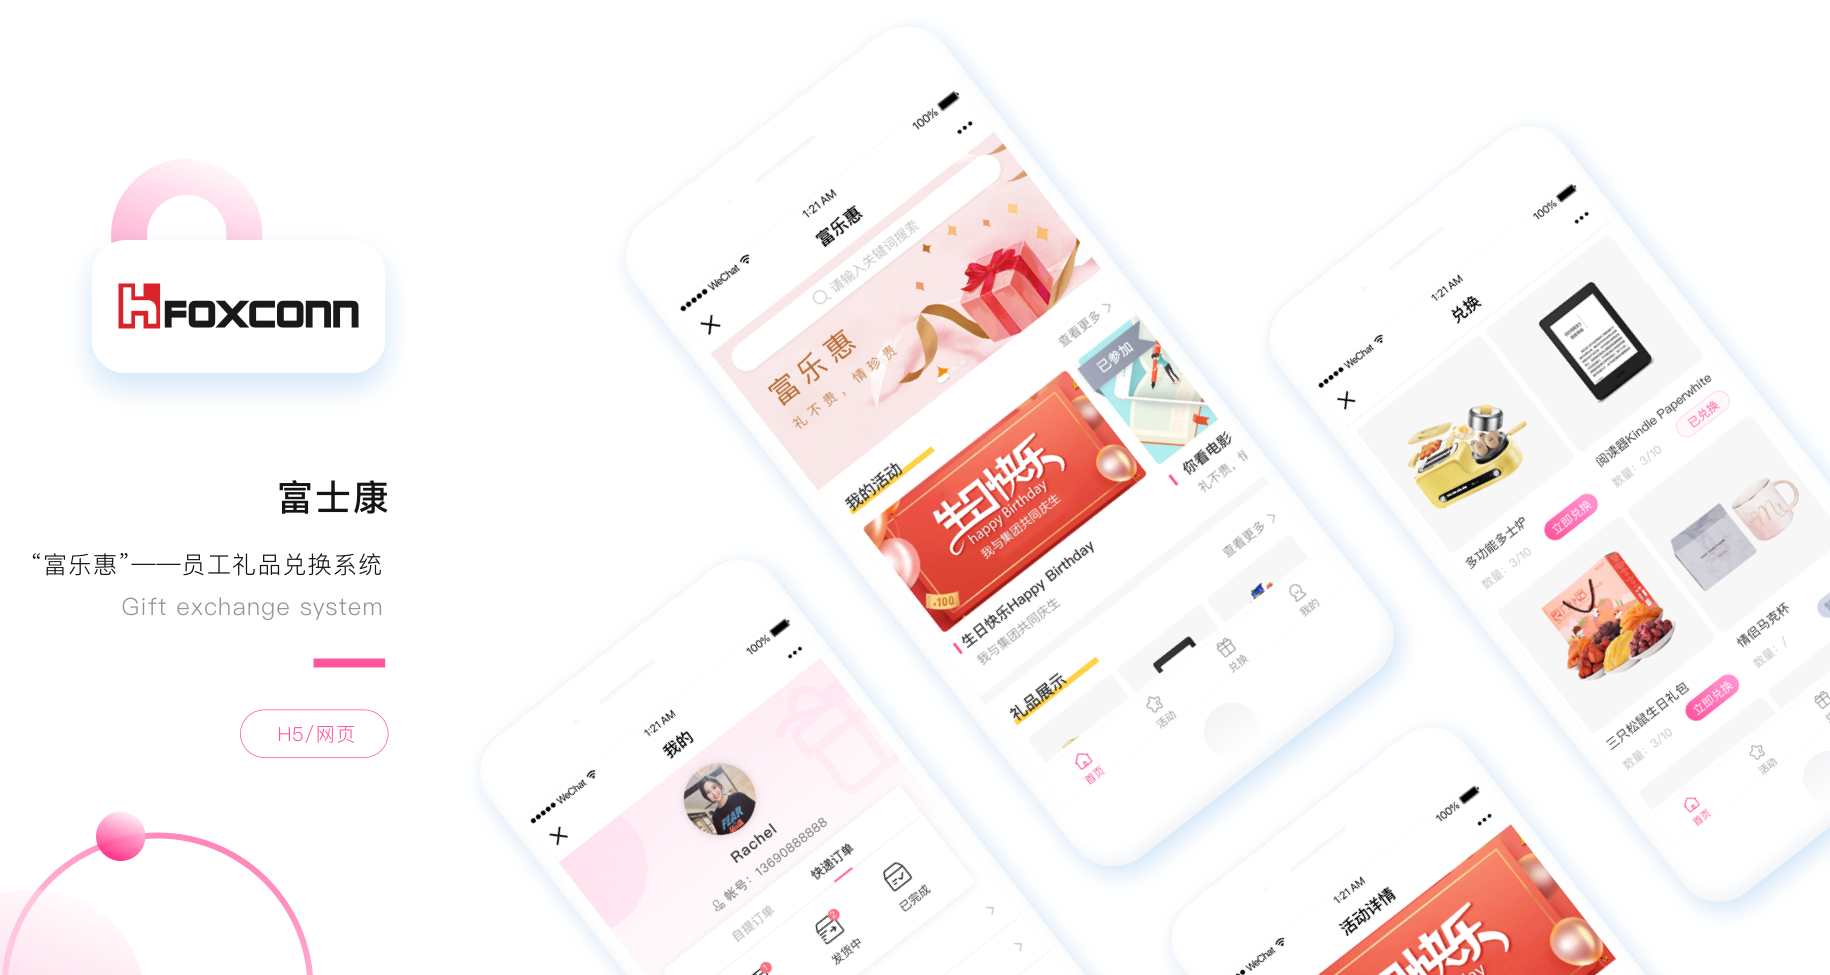 FOXCONN
富士康
“富乐惠”——员工礼品兑换系统
Gift exchange system
H5/网页
WeChat
1:21 AM
100%
富乐惠
请输入关键词搜索
富乐惠
礼不贵，情珍贵
我的活动
查看更多
生日快乐
happy Birthday
我与集团共同庆生
100
已参加
生日快乐Happy Birthday
我与集团共同庆生
你看电影
礼不贵，
礼品展示
查看更多
首页
活动
兑换
我的
WeChat
1:21 AM
100%
兑换
多功能多士炉
数量：3/10
立即兑换
阅读器Kindle Paperwhite
数量：3/10
已兑换
三只松鼠生日礼包
数量：3/10
立即兑换
情侣马克杯
数量：/
首页
活动
WeChat
1:21 AM
100%
我的
FEAR
Rachel
帐号：13690888888
自提订单
快递订单
1
2
发货中
已完成
WeChat
1:21 AM
100%
活动详情
快乐
Birthday